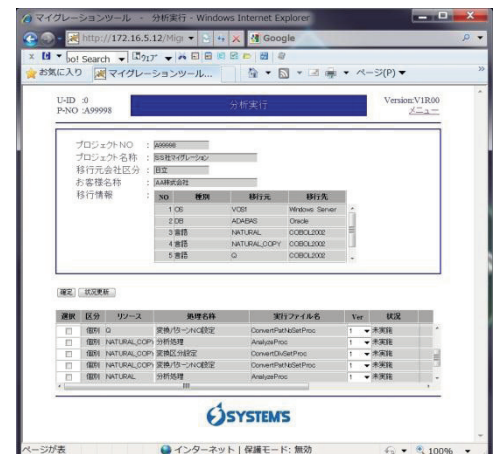 マイグレーションツール - 分析実行 - Windows Internet Explorer
http://172.16.5.12/Migr
Google
Search
お気に入り マイグレーションツール... ページ(P)
U-ID :0
P-NO :A99998
分析実行
Version:V1R00
メニュー
プロジェクトNO : A99998
プロジェクト名称 : SS社マイグレーション
移行元会社区分 : 日立
お客様名称 : AA株式会社
移行情報 :
NO 種別 移行元 移行先
1 OS VOS1 Windows Server
2 DB ADABAS Oracle
3 言語 NATURAL COBOL2002
4 言語 NATURAL_COPY COBOL2002
5 言語 Q COBOL2002
確定 状況更新
選択 区分 リソース 処理名称 実行ファイル名 Ver 状況
個別 Q 変換パターンNO設定 ConvertPatNoSetProc 1 未実施
個別 NATURAL_COPY 分析処理 AnalyzeProc 1 未実施
個別 NATURAL_COPY 変換区分設定 ConvertDivSetProc 1 未実施
個別 NATURAL_COPY 変換パターンNO設定 ConvertPatNoSetProc 1 未実施
個別 NATURAL 分析処理 AnalyzeProc 1 未実施
SYSTEMS
ページが表
インターネット | 保護モード: 無効
100%